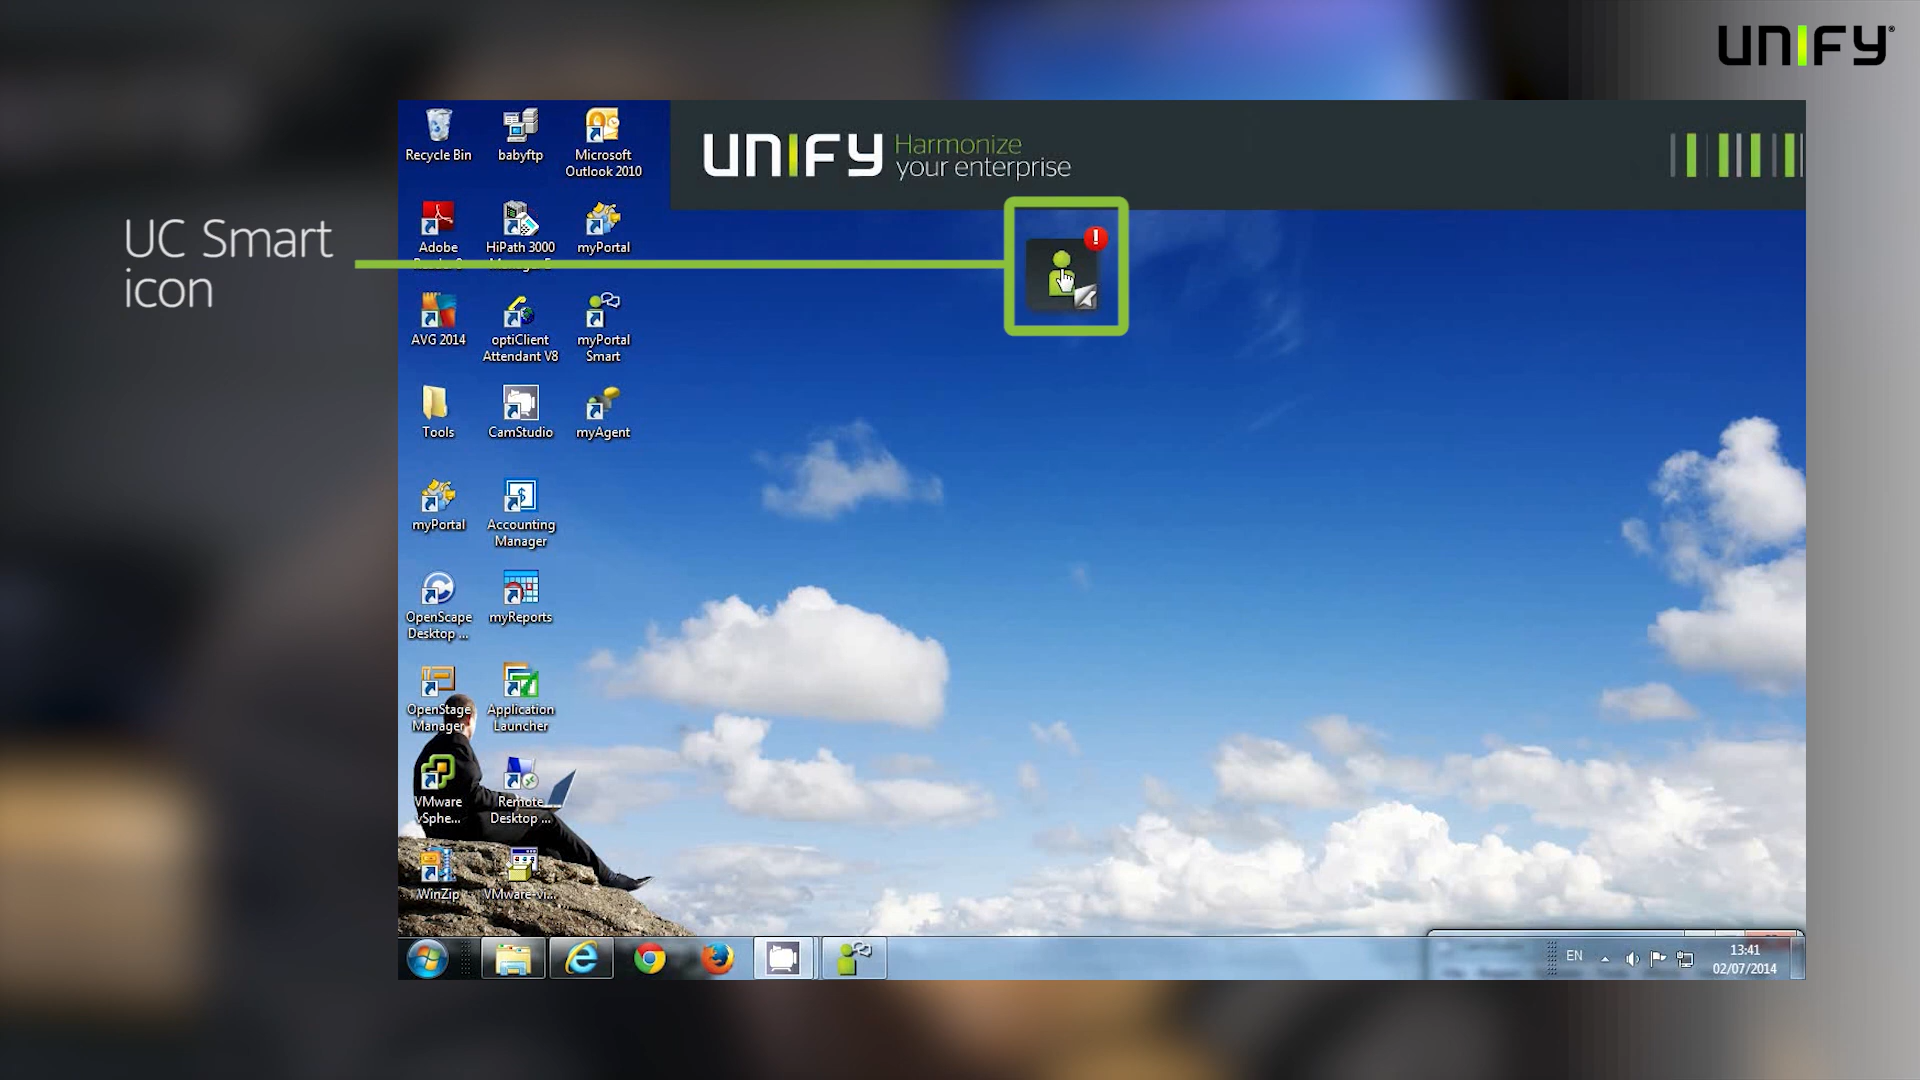 UNIFY®
UNIFY Harmonize
your enterprise
UC Smart
icon
Recycle Bin
babyftp
Microsoft
Outlook 2010
Adobe
HiPath 3000
myPortal
AVG 2014
optiClient
Attendant V8
myPortal
Smart
Tools
CamStudio
myAgent
myPortal
Accounting
Manager
OpenScape
Desktop ...
myReports
OpenStage
Manager
Application
Launcher
VMware
vSphe...
Remote
Desktop ...
WinZip
VMware-vi...
EN
13:41
02/07/2014